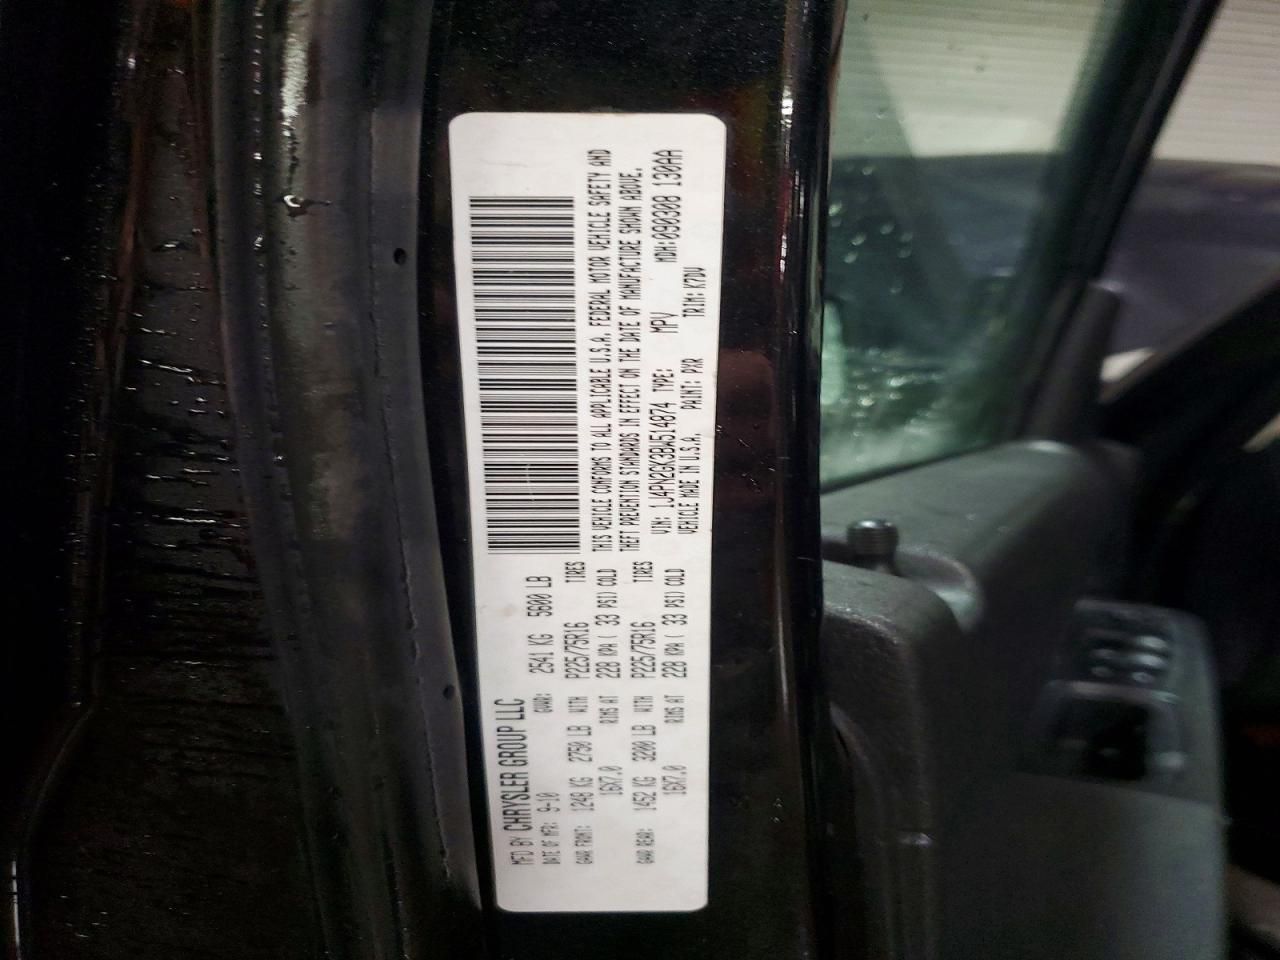 MFD BY CHRYSLER GROUP LLC
DATE OF MFR: 9-10 GVWR: 2541 KG 5600 LB
GAWR FRONT: 1248 KG 2750 LB WITH P225/75R16 TIRES
16X7.0 RIMS AT 228 KPA ( 33 PSI) COLD
GAWR REAR: 1452 KG 3200 LB WITH P225/75R16 TIRES
16X7.0 RIMS AT 228 KPA ( 33 PSI) COLD
THIS VEHICLE CONFORMS TO ALL APPLICABLE U.S.A. FEDERAL MOTOR VEHICLE SAFETY AND
THEFT PREVENTION STANDARDS IN EFFECT ON THE DATE OF MANUFACTURE SHOWN ABOVE.
VIN: 1J4PN2GK3BW514874 TYPE: MPV MDH:090308 130AA
VEHICLE MADE IN U.S.A. PAINT: PXR TRIM: K7DV